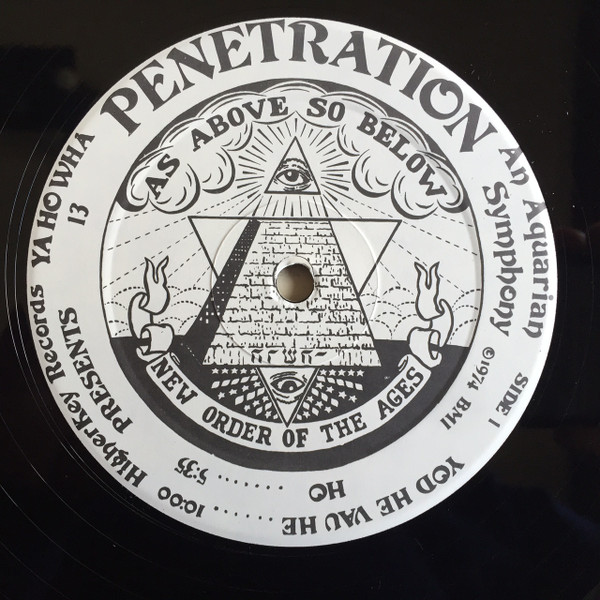 PENETRATION
An Aquarian
Symphony
HigherKey Records YA HO WHA
PRESENTS 13
AS ABOVE SO BELOW
NEW ORDER OF THE AGES
SIDE 1
©1974 BMI
YOD HE VAU HE ...... 10:00
HO ....... 5:35